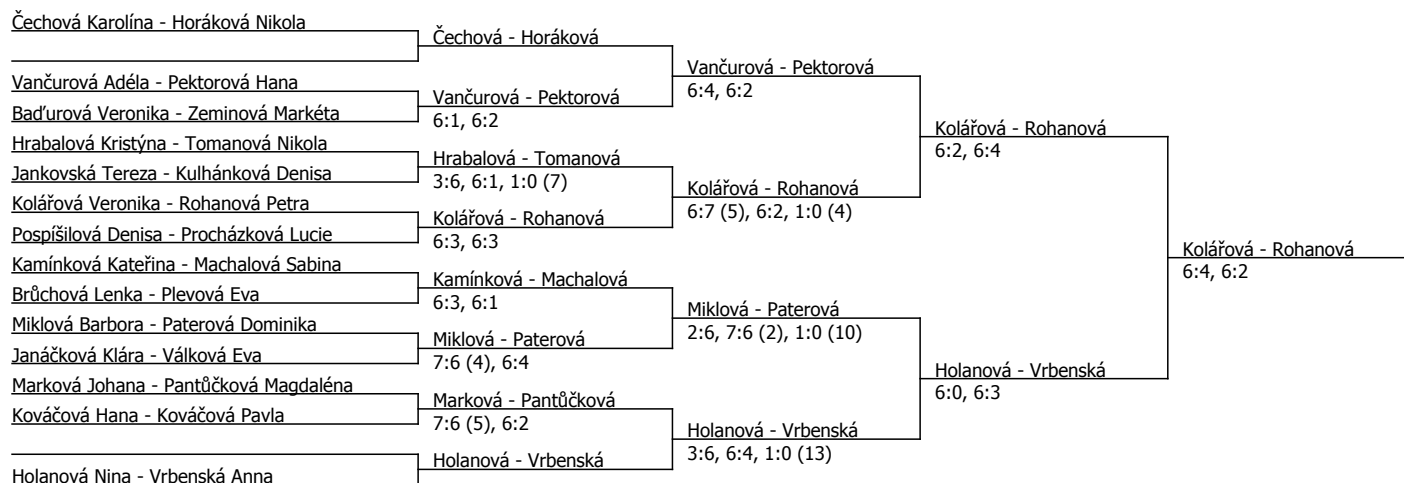 Čechová Karolína - Horáková Nikola
Vančurová Adéla - Pektorová Hana
Baďurová Veronika - Zeminová Markéta
Hrabalová Kristýna - Tomanová Nikola
Jankovská Tereza - Kulhánková Denisa
Kolářová Veronika - Rohanová Petra
Pospíšilová Denisa - Procházková Lucie
Kamínková Kateřina - Machalová Sabina
Brůchová Lenka - Plevová Eva
Miklová Barbora - Paterová Dominika
Janáčková Klára - Válková Eva
Marková Johana - Pantůčková Magdaléna
Kováčová Hana - Kováčová Pavla
Holanová Nina - Vrbenská Anna
Čechová - Horáková
Vančurová - Pektorová
6:1, 6:2
Hrabalová - Tomanová
3:6, 6:1, 1:0 (7)
Kolářová - Rohanová
6:3, 6:3
Kamínková - Machalová
6:3, 6:1
Miklová - Paterová
7:6 (4), 6:4
Marková - Pantůčková
7:6 (5), 6:2
Holanová - Vrbenská
Vančurová - Pektorová
6:4, 6:2
Kolářová - Rohanová
6:7 (5), 6:2, 1:0 (4)
Miklová - Paterová
2:6, 7:6 (2), 1:0 (10)
Holanová - Vrbenská
3:6, 6:4, 1:0 (13)
Kolářová - Rohanová
6:2, 6:4
Holanová - Vrbenská
6:0, 6:3
Kolářová - Rohanová
6:4, 6:2